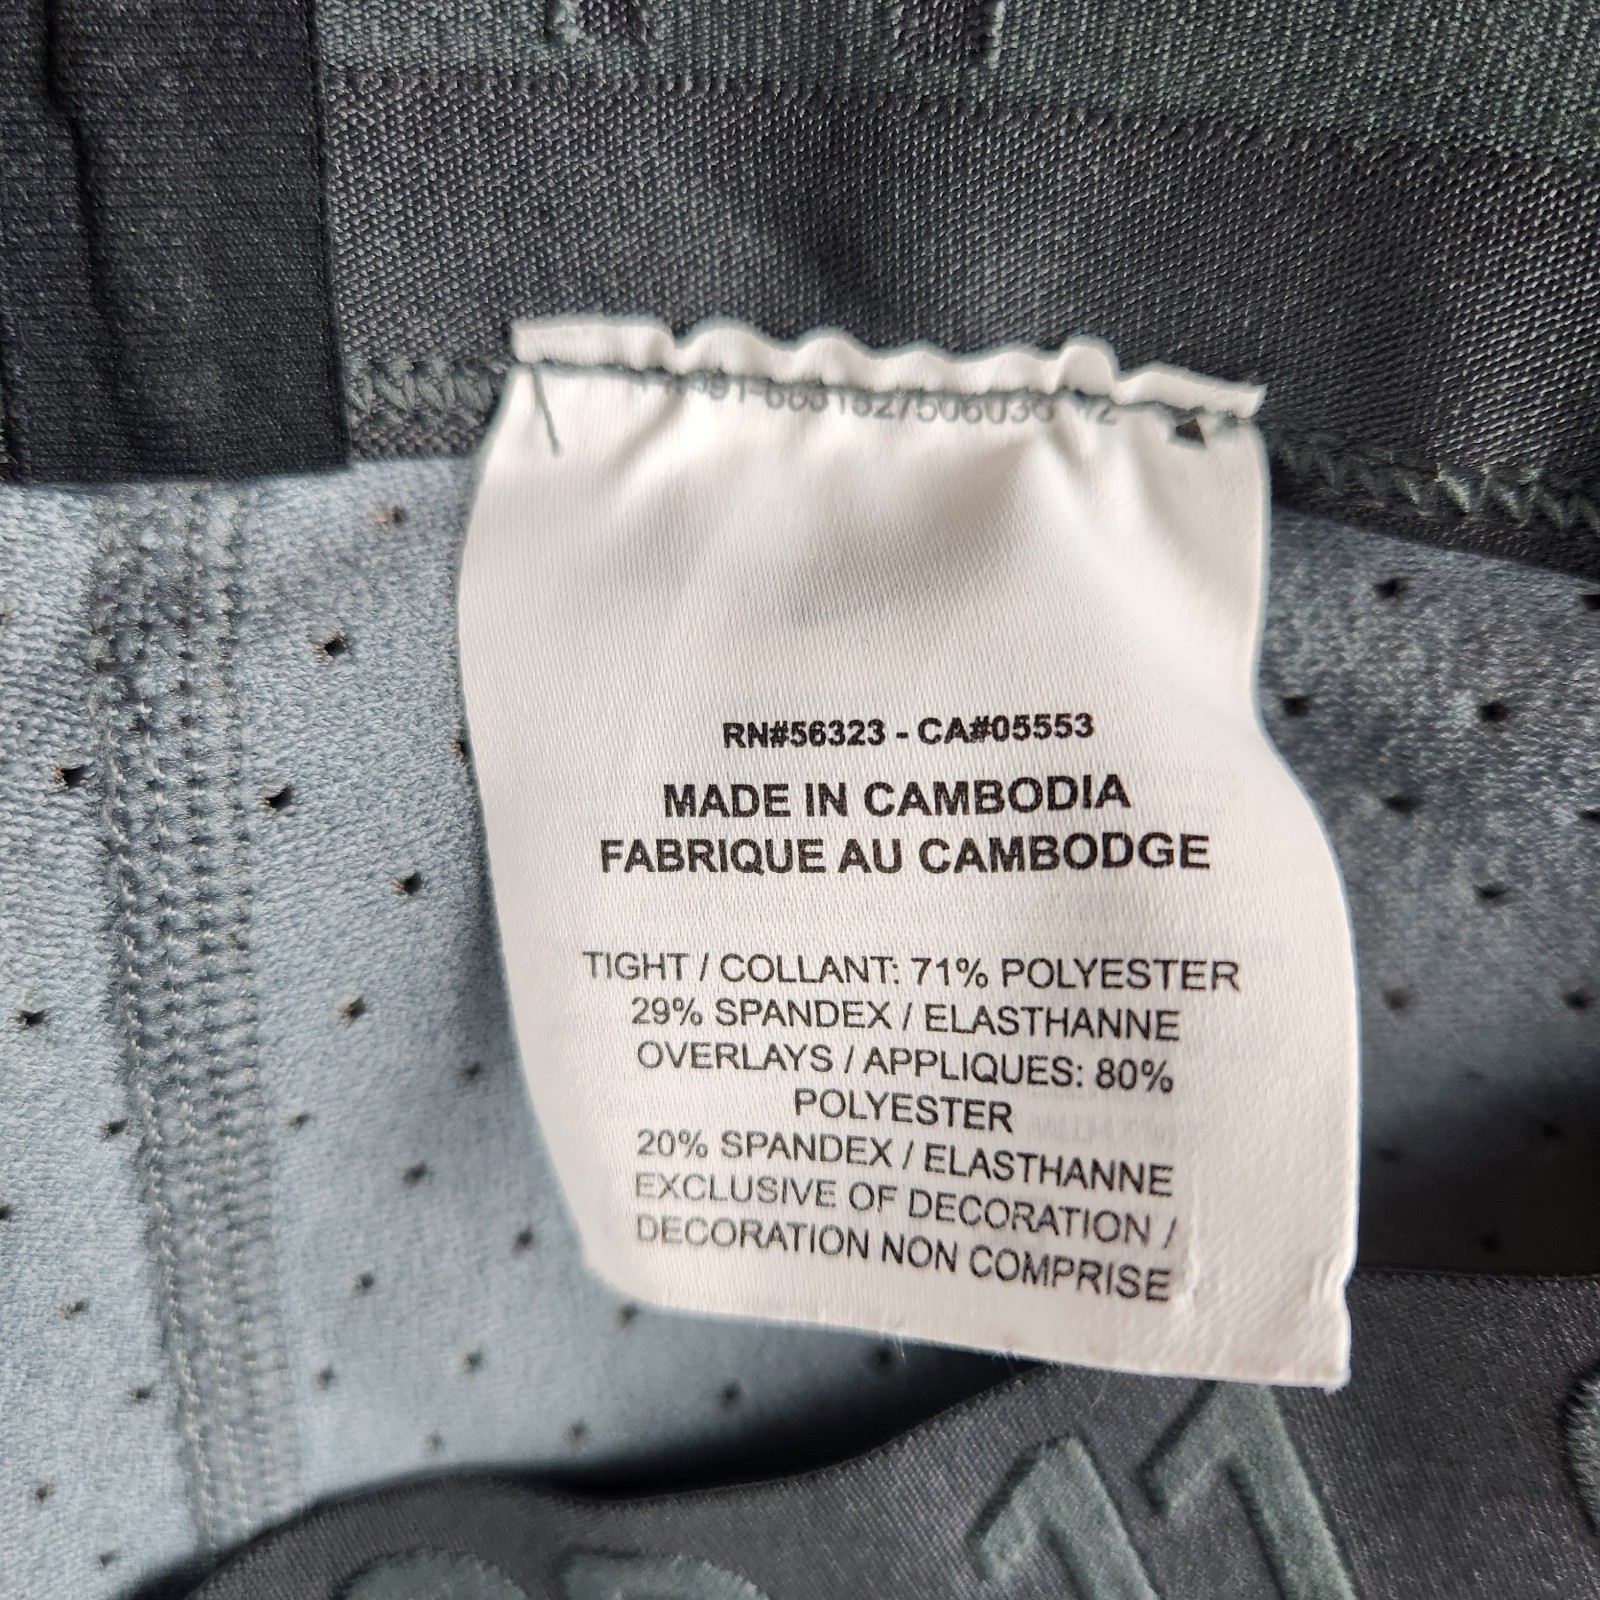 RN#56323 - CA#05553
MADE IN CAMBODIA
FABRIQUE AU CAMBODGE
TIGHT / COLLANT: 71% POLYESTER
29% SPANDEX / ELASTHANNE
OVERLAYS / APPLIQUES: 80%
POLYESTER
20% SPANDEX / ELASTHANNE
EXCLUSIVE OF DECORATION /
DECORATION NON COMPRISE